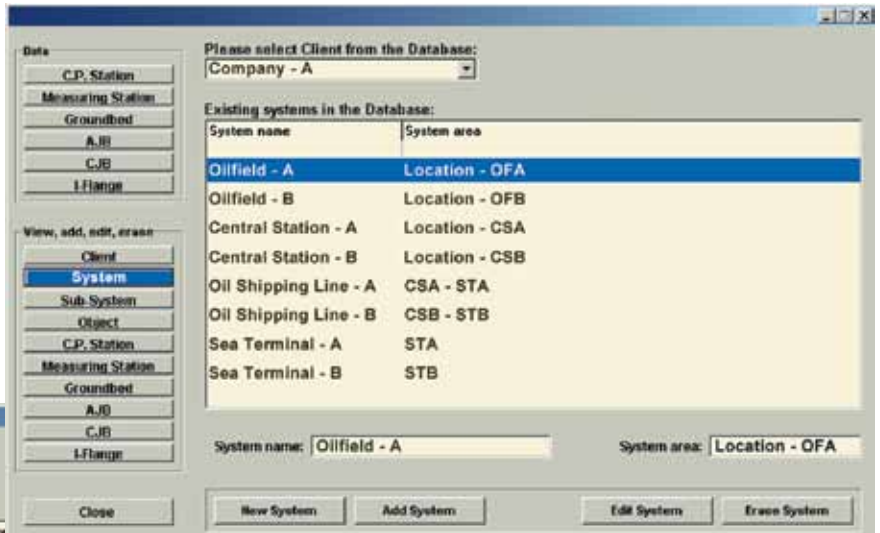 Data
C.P. Station
Measuring Station
Groundbed
AJB
CJB
I-Flange
View, add, edit, erase
Client
System
Sub-System
Object
C.P. Station
Measuring Station
Groundbed
AJB
CJB
I-Flange
Close
Please select Client from the Database:
Company - A
Existing systems in the Database:
System name System area
Oilfield - A Location - OFA
Oilfield - B Location - OFB
Central Station - A Location - CSA
Central Station - B Location - CSB
Oil Shipping Line - A CSA - STA
Oil Shipping Line - B CSB - STB
Sea Terminal - A STA
Sea Terminal - B STB
System name: Oilfield - A System area: Location - OFA
New System Add System Edit System Erase System